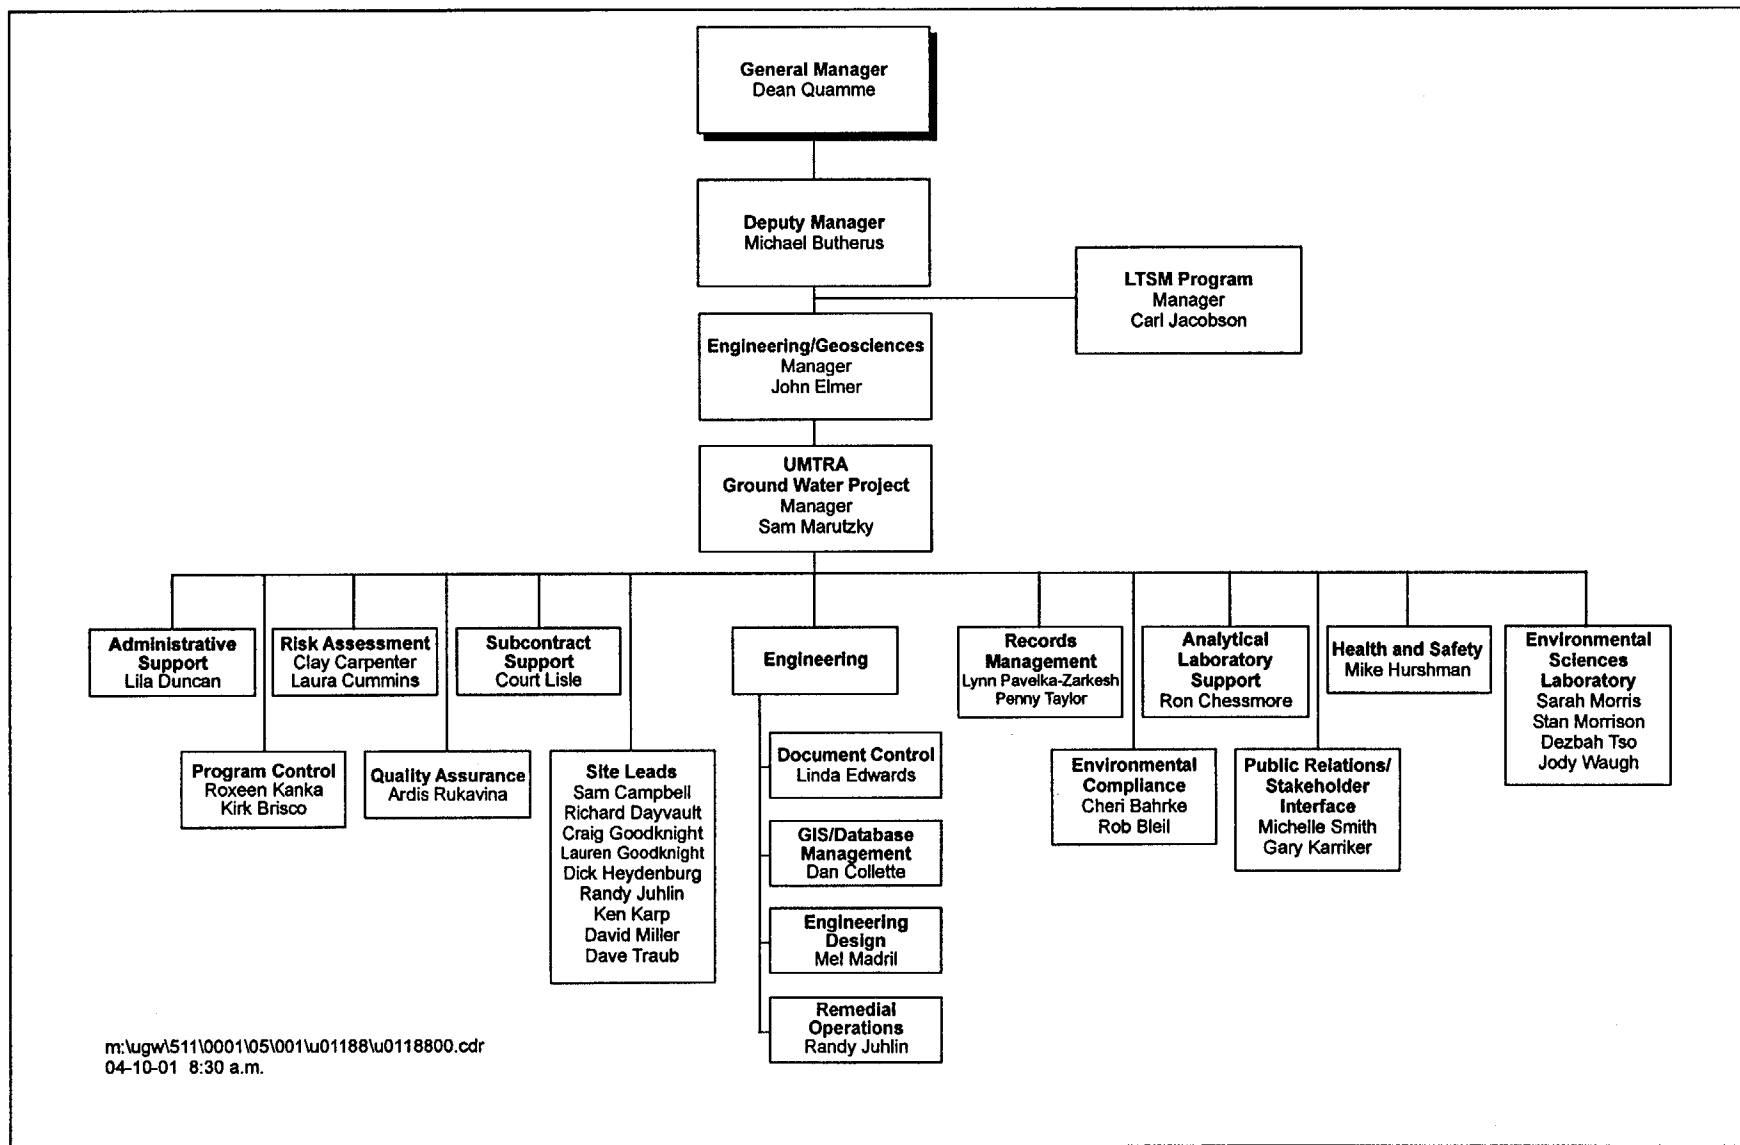 General Manager
Dean Quamme
Deputy Manager
Michael Butherus
LTSM Program
Manager
Carl Jacobson
Engineering/Geosciences
Manager
John Elmer
UMTRA
Ground Water Project
Manager
Sam Marutzky
Administrative
Support
Lila Duncan
Risk Assessment
Clay Carpenter
Laura Cummins
Subcontract
Support
Court Lisle
Engineering
Records
Management
Lynn Pavelka-Zarkesh
Penny Taylor
Analytical
Laboratory
Support
Ron Chessmore
Health and Safety
Mike Hurshman
Environmental
Sciences
Laboratory
Sarah Morris
Stan Morrison
Dezbah Tso
Jody Waugh
Program Control
Roxeen Kanka
Kirk Brisco
Quality Assurance
Ardis Rukavina
Site Leads
Sam Campbell
Richard Dayvault
Craig Goodknight
Lauren Goodknight
Dick Heydenburg
Randy Juhlin
Ken Karp
David Miller
Dave Traub
Document Control
Linda Edwards
GIS/Database
Management
Dan Collette
Engineering
Design
Mel Madril
Remedial
Operations
Randy Juhlin
Environmental
Compliance
Cheri Bahrke
Rob Bleil
Public Relations/
Stakeholder
Interface
Michelle Smith
Gary Karriker
m:\ugw\511\0001\05\001\u01188\u0118800.cdr
04-10-01 8:30 a.m.